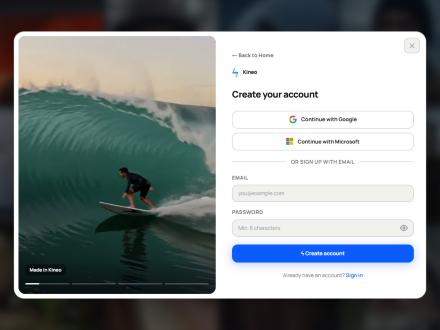 ← Back to Home
Kineo
Create your account
Continue with Google
Continue with Microsoft
OR SIGN UP WITH EMAIL
EMAIL
you@example.com
PASSWORD
Min. 8 characters
Create account
Already have an account? Sign in
Made in Kineo